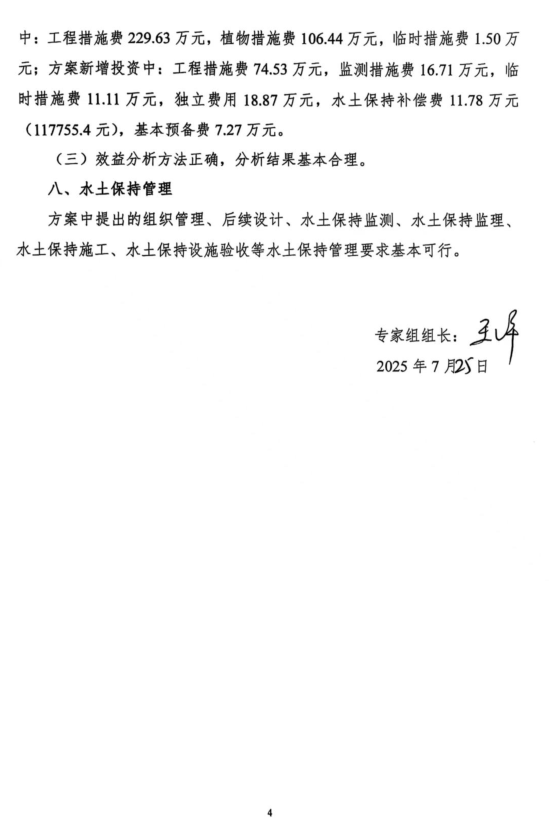 中：工程措施费 229.63 万元，植物措施费 106.44 万元，临时措施费 1.50 万
元；方案新增投资中：工程措施费 74.53 万元，监测措施费 16.71 万元，临
时措施费 11.11 万元，独立费用 18.87 万元，水土保持补偿费 11.78 万元
（117755.4 元），基本预备费 7.27 万元。
（三）效益分析方法正确，分析结果基本合理。
八、水土保持管理
方案中提出的组织管理、后续设计、水土保持监测、水土保持监理、
水土保持施工、水土保持设施验收等水土保持管理要求基本可行。
专家组组长：
2025 年 7 月25日
4